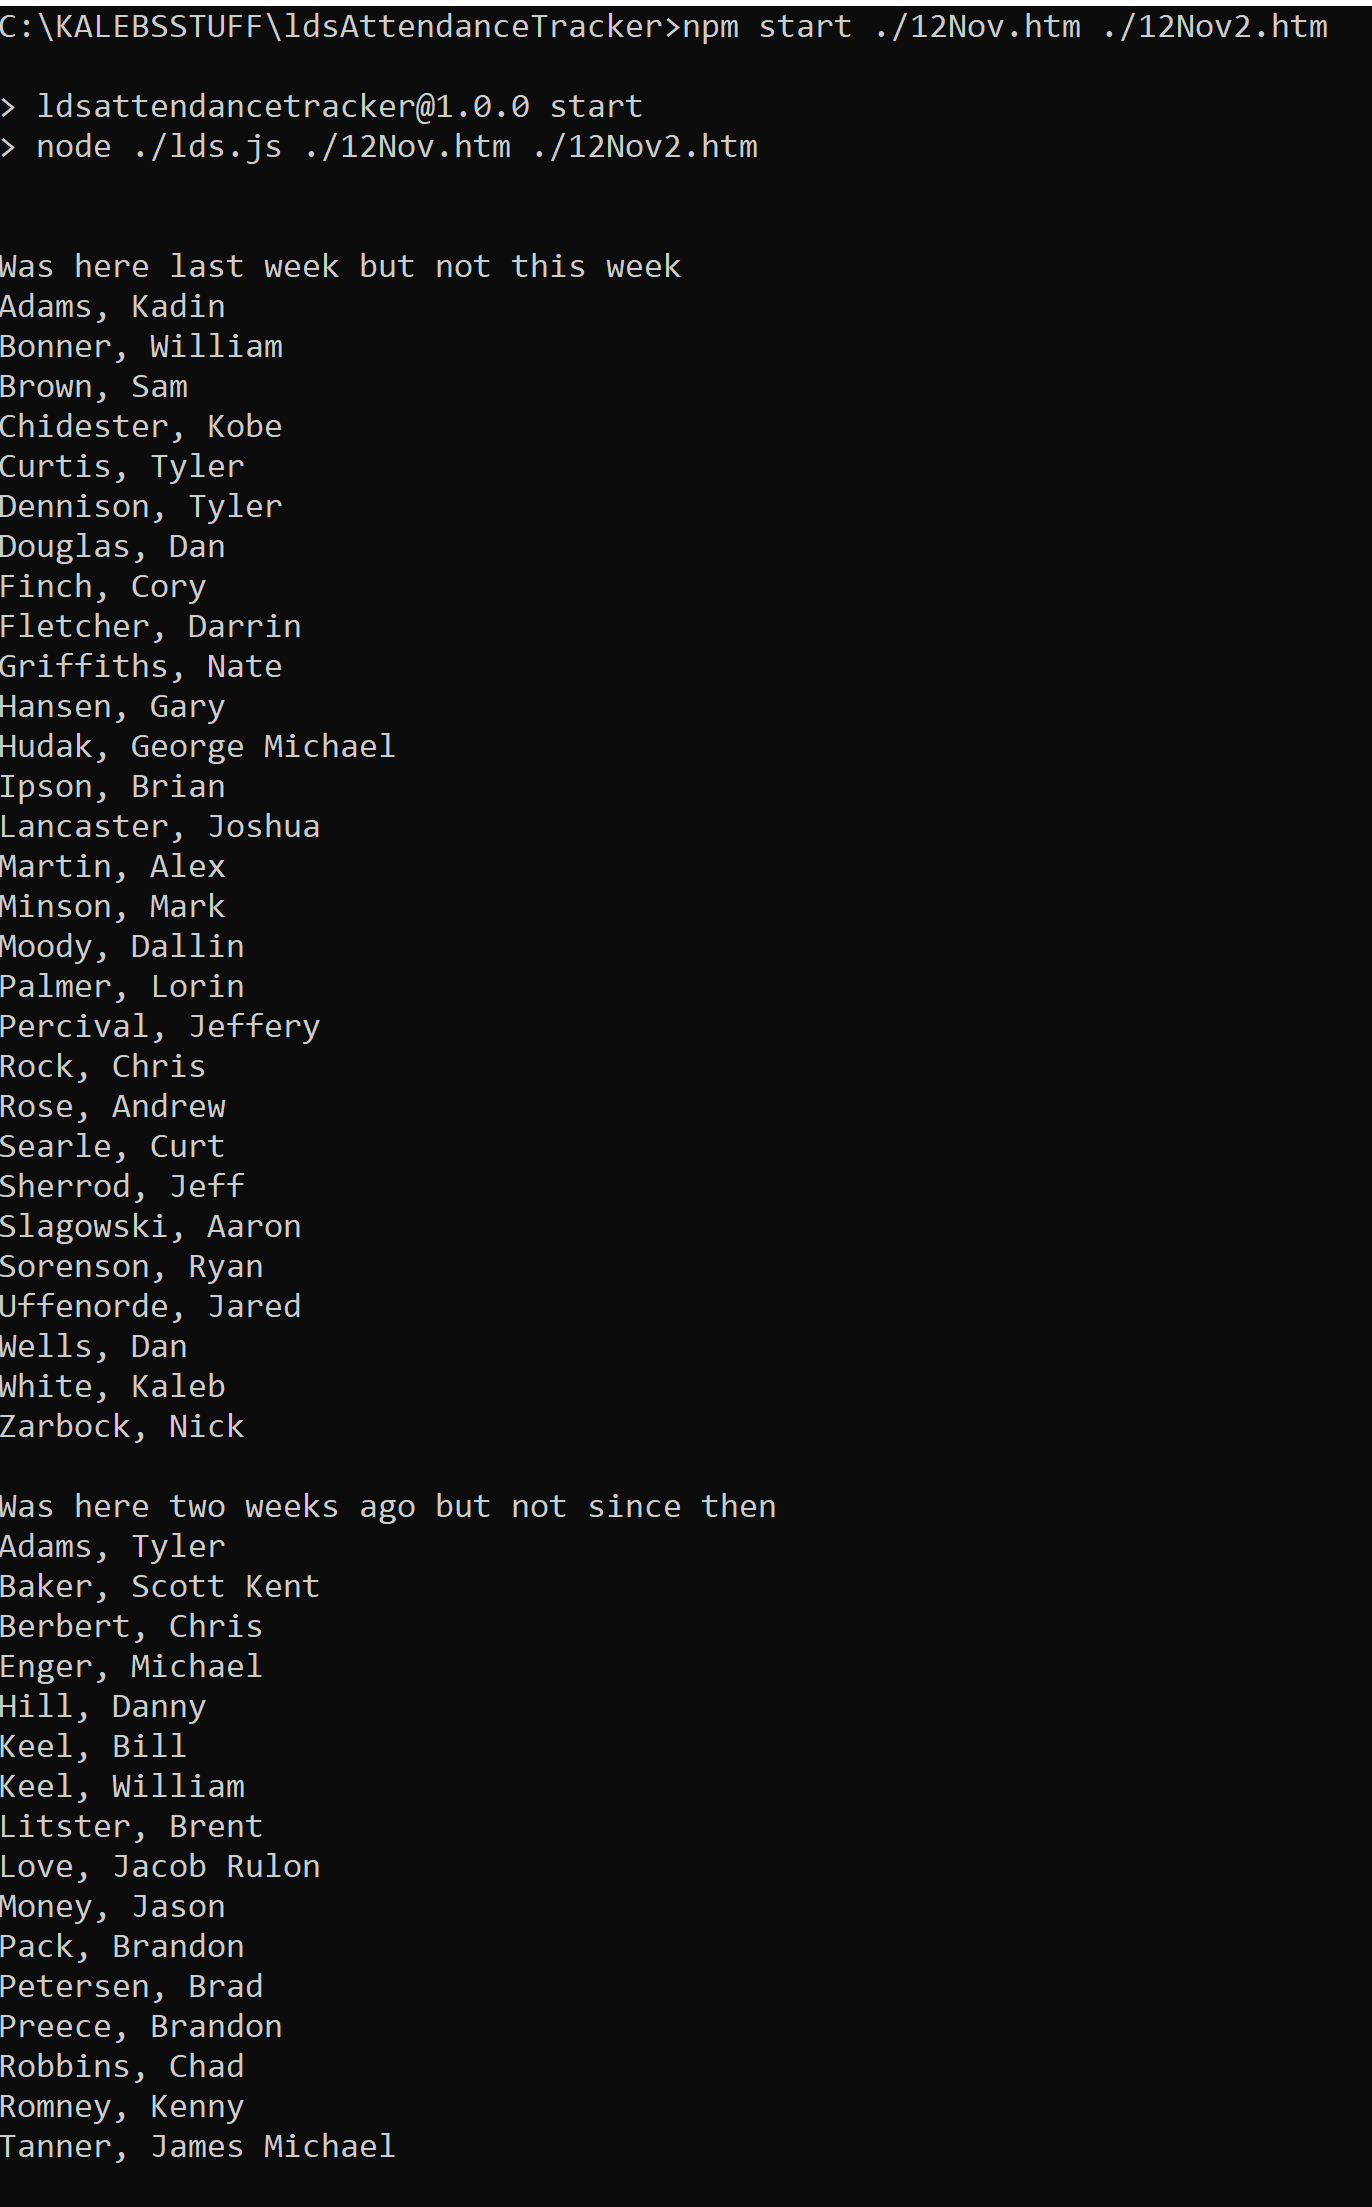 C:\KALEBSSTUFF\ldsAttendanceTracker>npm start ./12Nov.htm ./12Nov2.htm
> ldsattendancetracker@1.0.0 start
> node ./lds.js ./12Nov.htm ./12Nov2.htm
Was here last week but not this week
Adams, Kadin
Bonner, William
Brown, Sam
Chidester, Kobe
Curtis, Tyler
Dennison, Tyler
Douglas, Dan
Finch, Cory
Fletcher, Darrin
Griffiths, Nate
Hansen, Gary
Hudak, George Michael
Ipson, Brian
Lancaster, Joshua
Martin, Alex
Minson, Mark
Moody, Dallin
Palmer, Lorin
Percival, Jeffery
Rock, Chris
Rose, Andrew
Searle, Curt
Sherrod, Jeff
Slagowski, Aaron
Sorenson, Ryan
Uffenorde, Jared
Wells, Dan
White, Kaleb
Zarbock, Nick
Was here two weeks ago but not since then
Adams, Tyler
Baker, Scott Kent
Berbert, Chris
Enger, Michael
Hill, Danny
Keel, Bill
Keel, William
Litster, Brent
Love, Jacob Rulon
Money, Jason
Pack, Brandon
Petersen, Brad
Preece, Brandon
Robbins, Chad
Romney, Kenny
Tanner, James Michael